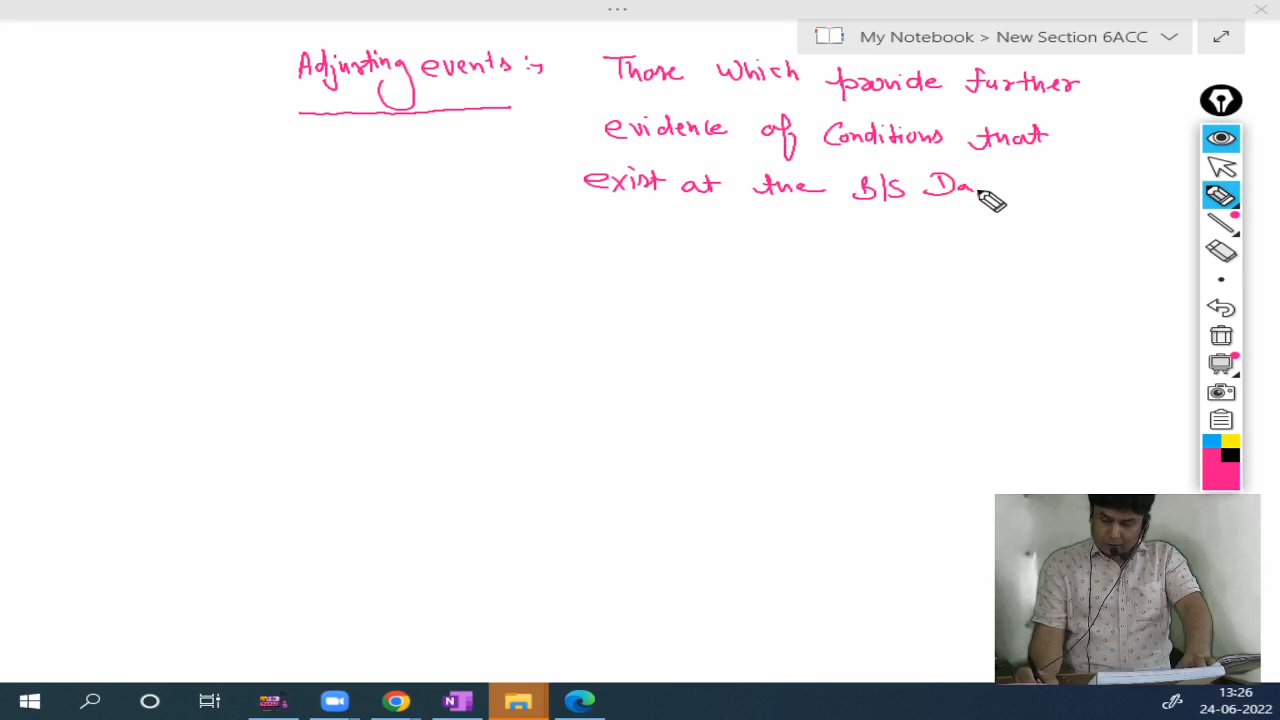 My Notebook > New Section 6ACC
Adjusting events :- Those which provide further
evidence of Conditions that
exist at the B/S Da
13:26
24-06-2022